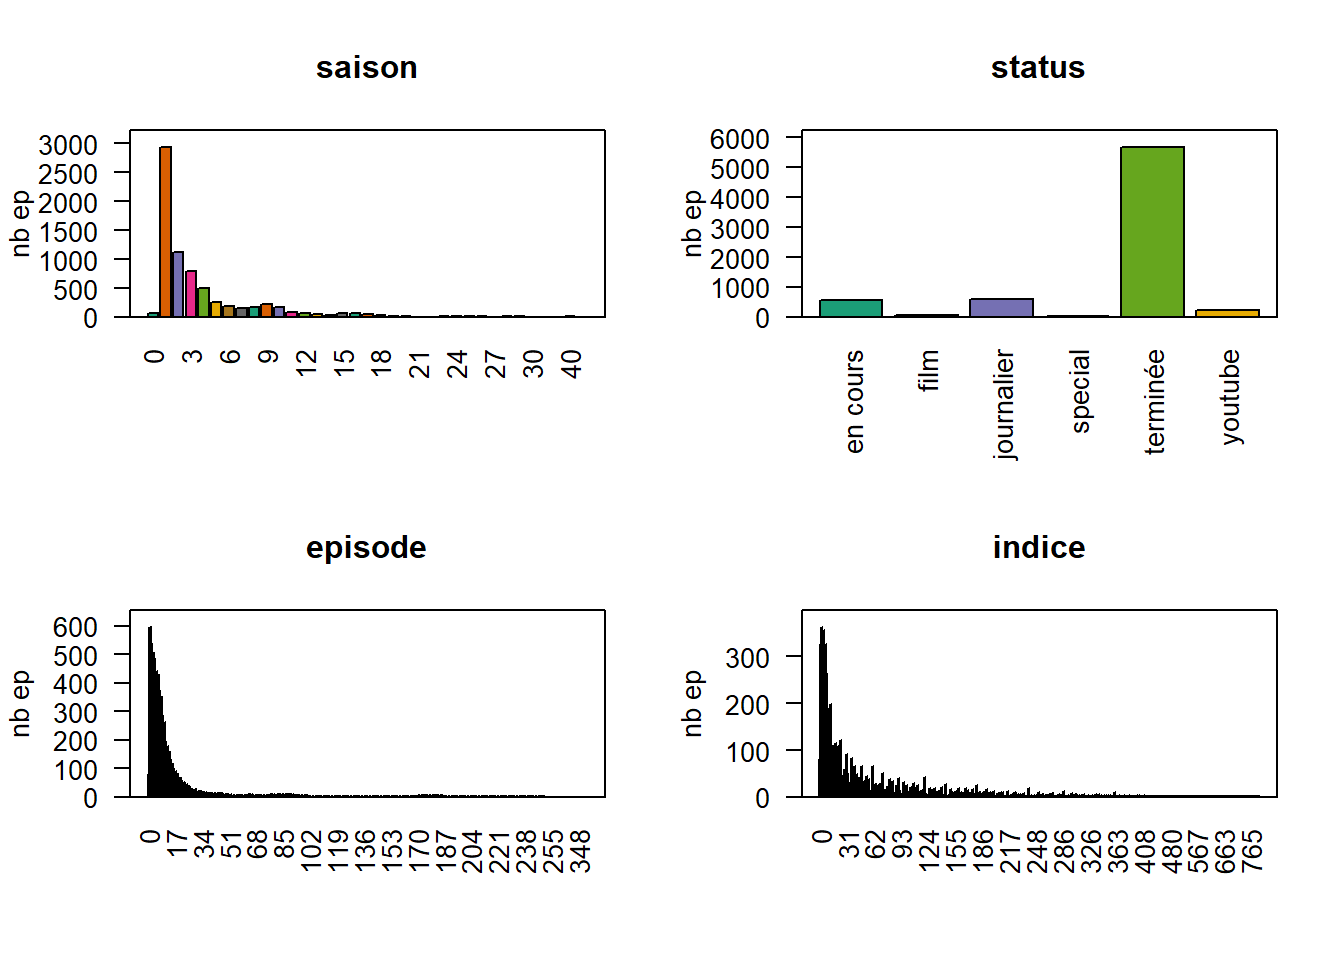 saison
nb ep
3000
2500
2000
1500
1000
500
0
0 3 6 9 12 15 18 21 24 27 30 40
status
nb ep
6000
5000
4000
3000
2000
1000
0
en cours film journalier special terminée youtube
episode
nb ep
600
500
400
300
200
100
0
0 17 34 51 68 85 102 119 136 153 170 187 204 221 238 255 348
indice
nb ep
300
200
100
0
0 31 62 93 124 155 186 217 248 286 326 363 408 480 567 663 765